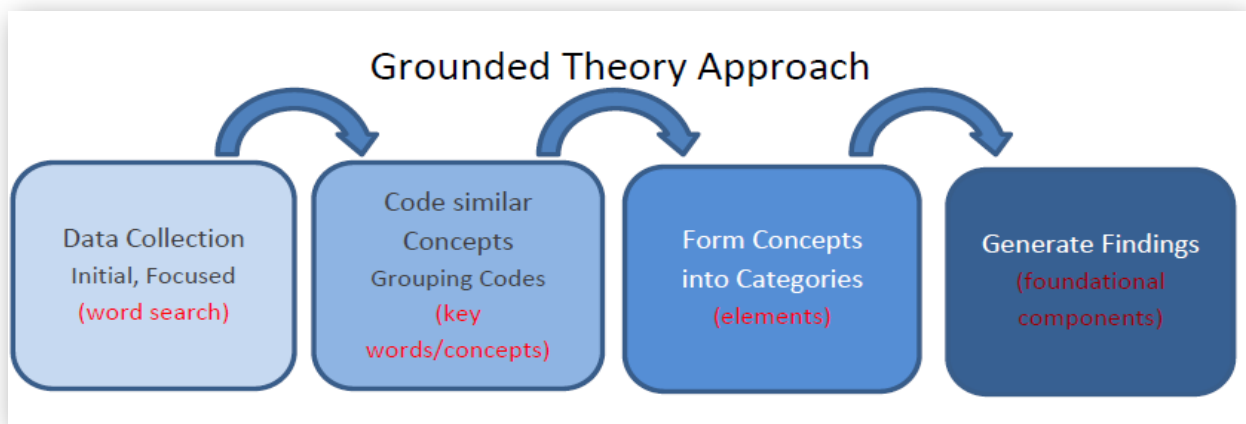 Grounded Theory Approach
Data Collection
Initial, Focused
(word search)
Code similar
Concepts
Grouping Codes
(key
words/concepts)
Form Concepts
into Categories
(elements)
Generate Findings
(foundational
components)